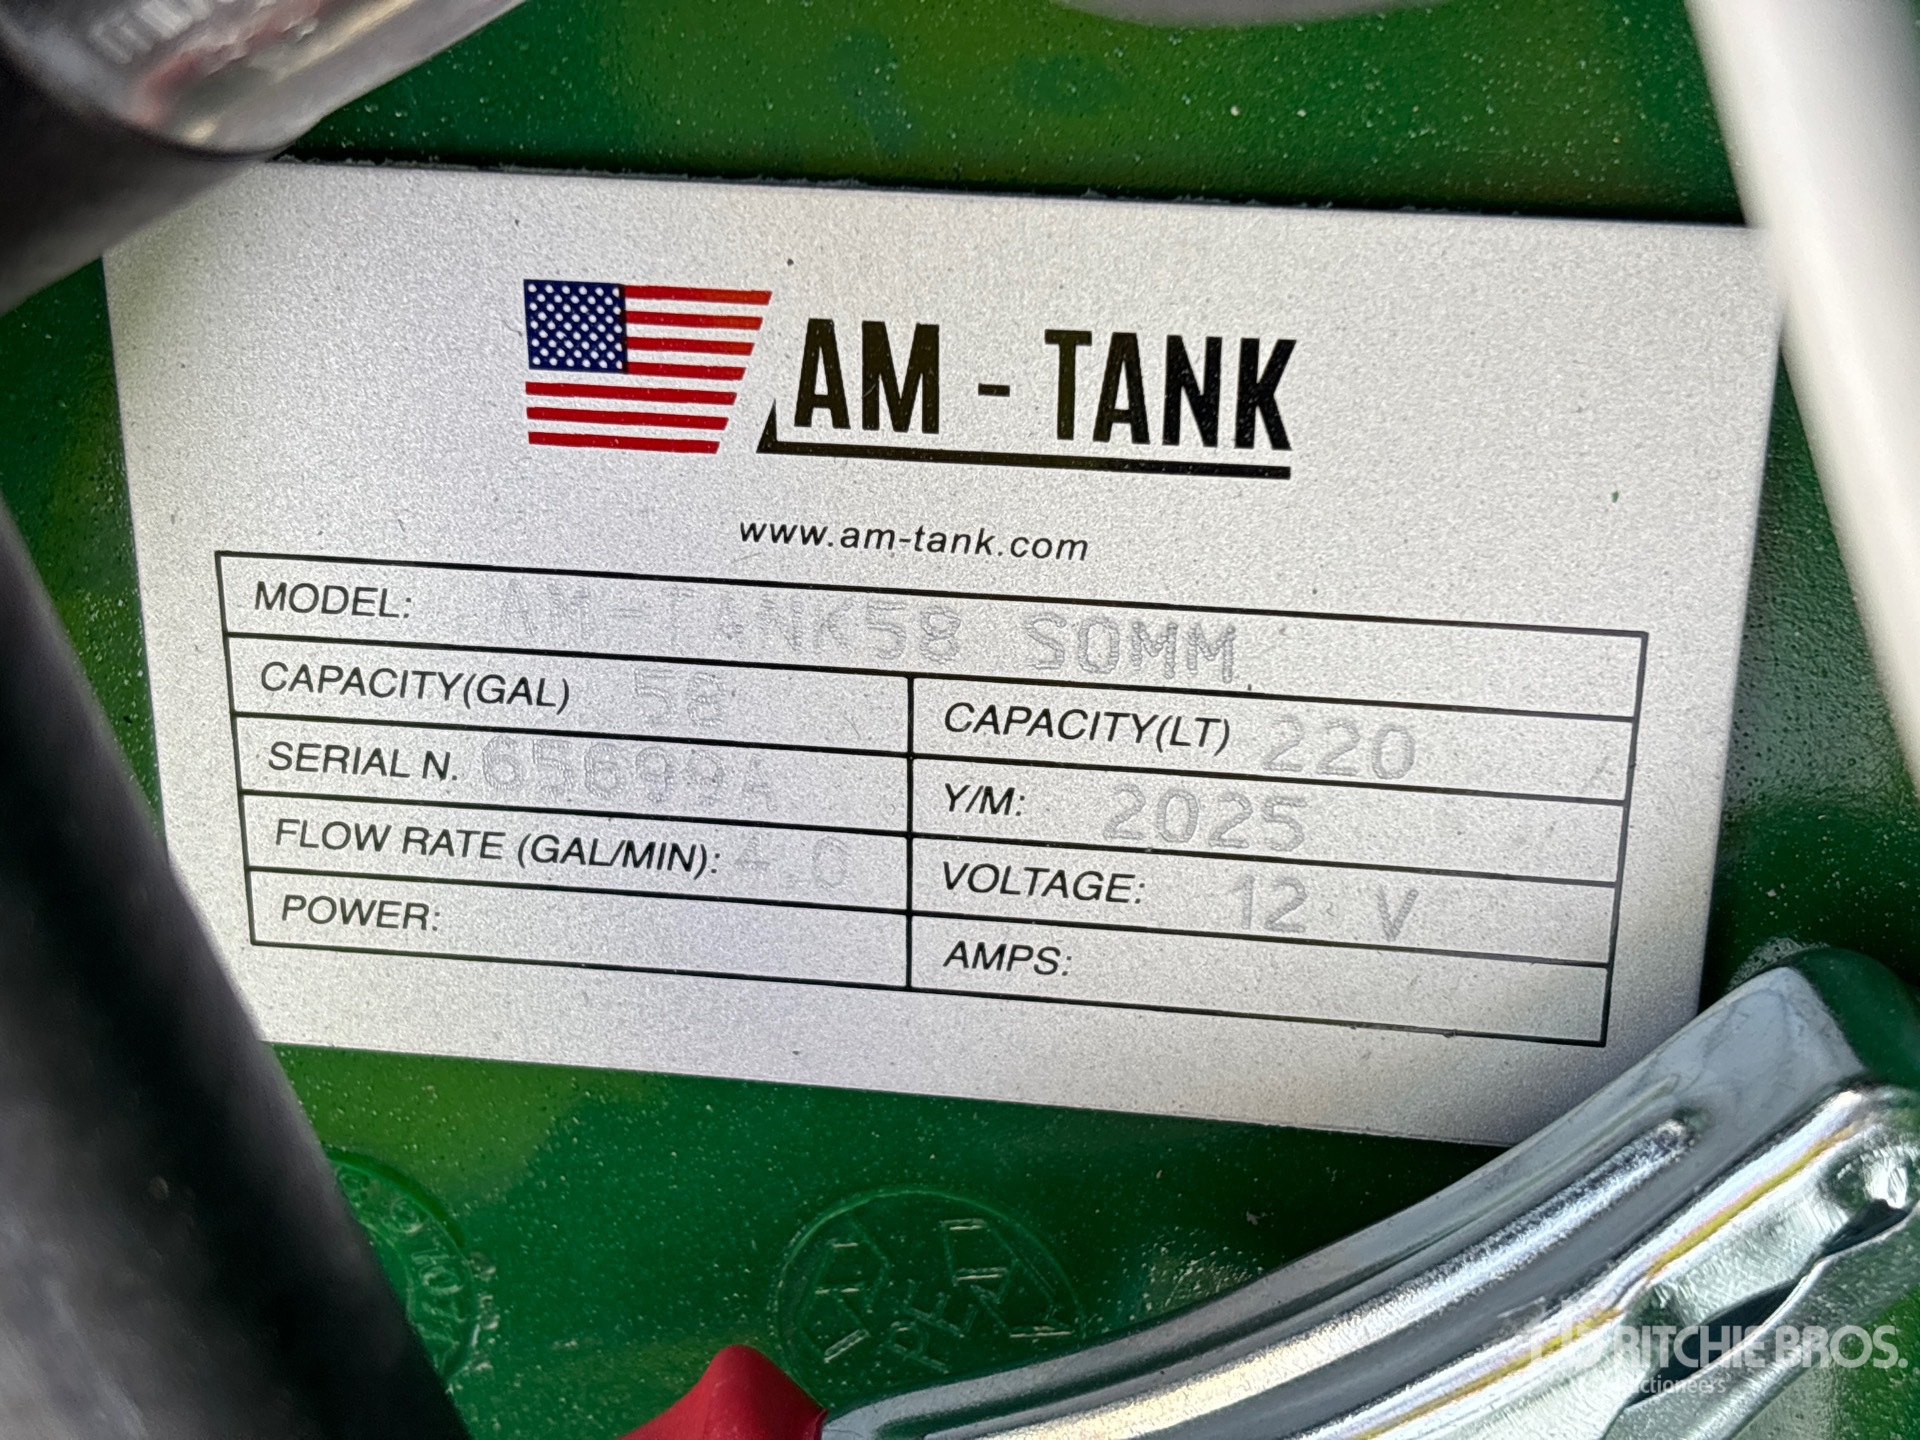 AM - TANK
www.am-tank.com
MODEL: AM-TANK58 SOMM
CAPACITY(GAL) 58 CAPACITY(LT) 220
SERIAL N. 65699A Y/M: 2025
FLOW RATE (GAL/MIN): 4.0 VOLTAGE: 12 V
POWER: AMPS:
PE
RITCHIE BROS.